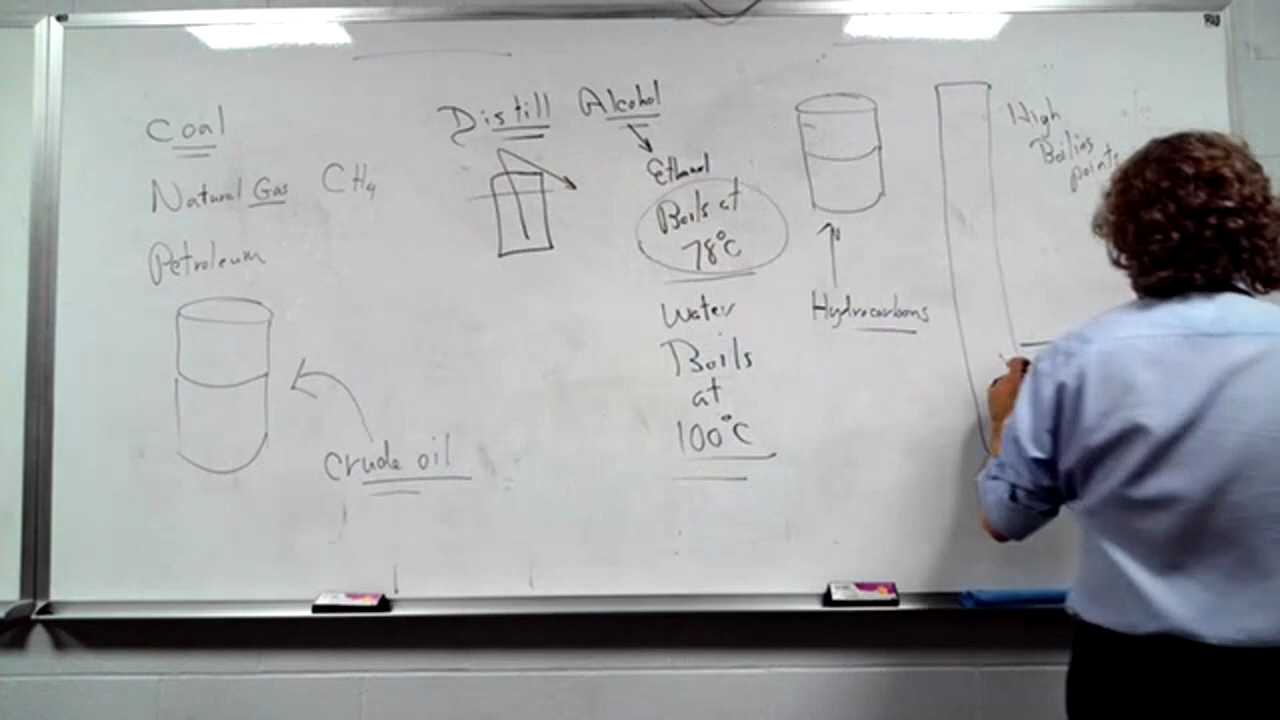 Coal
Natural Gas CH4
Petroleum
Crude oil
Distill Alcohol
Ethanol
Boils at
78°C
Water
Boils
at
100°C
Hydrocarbons
High
Boiling
points